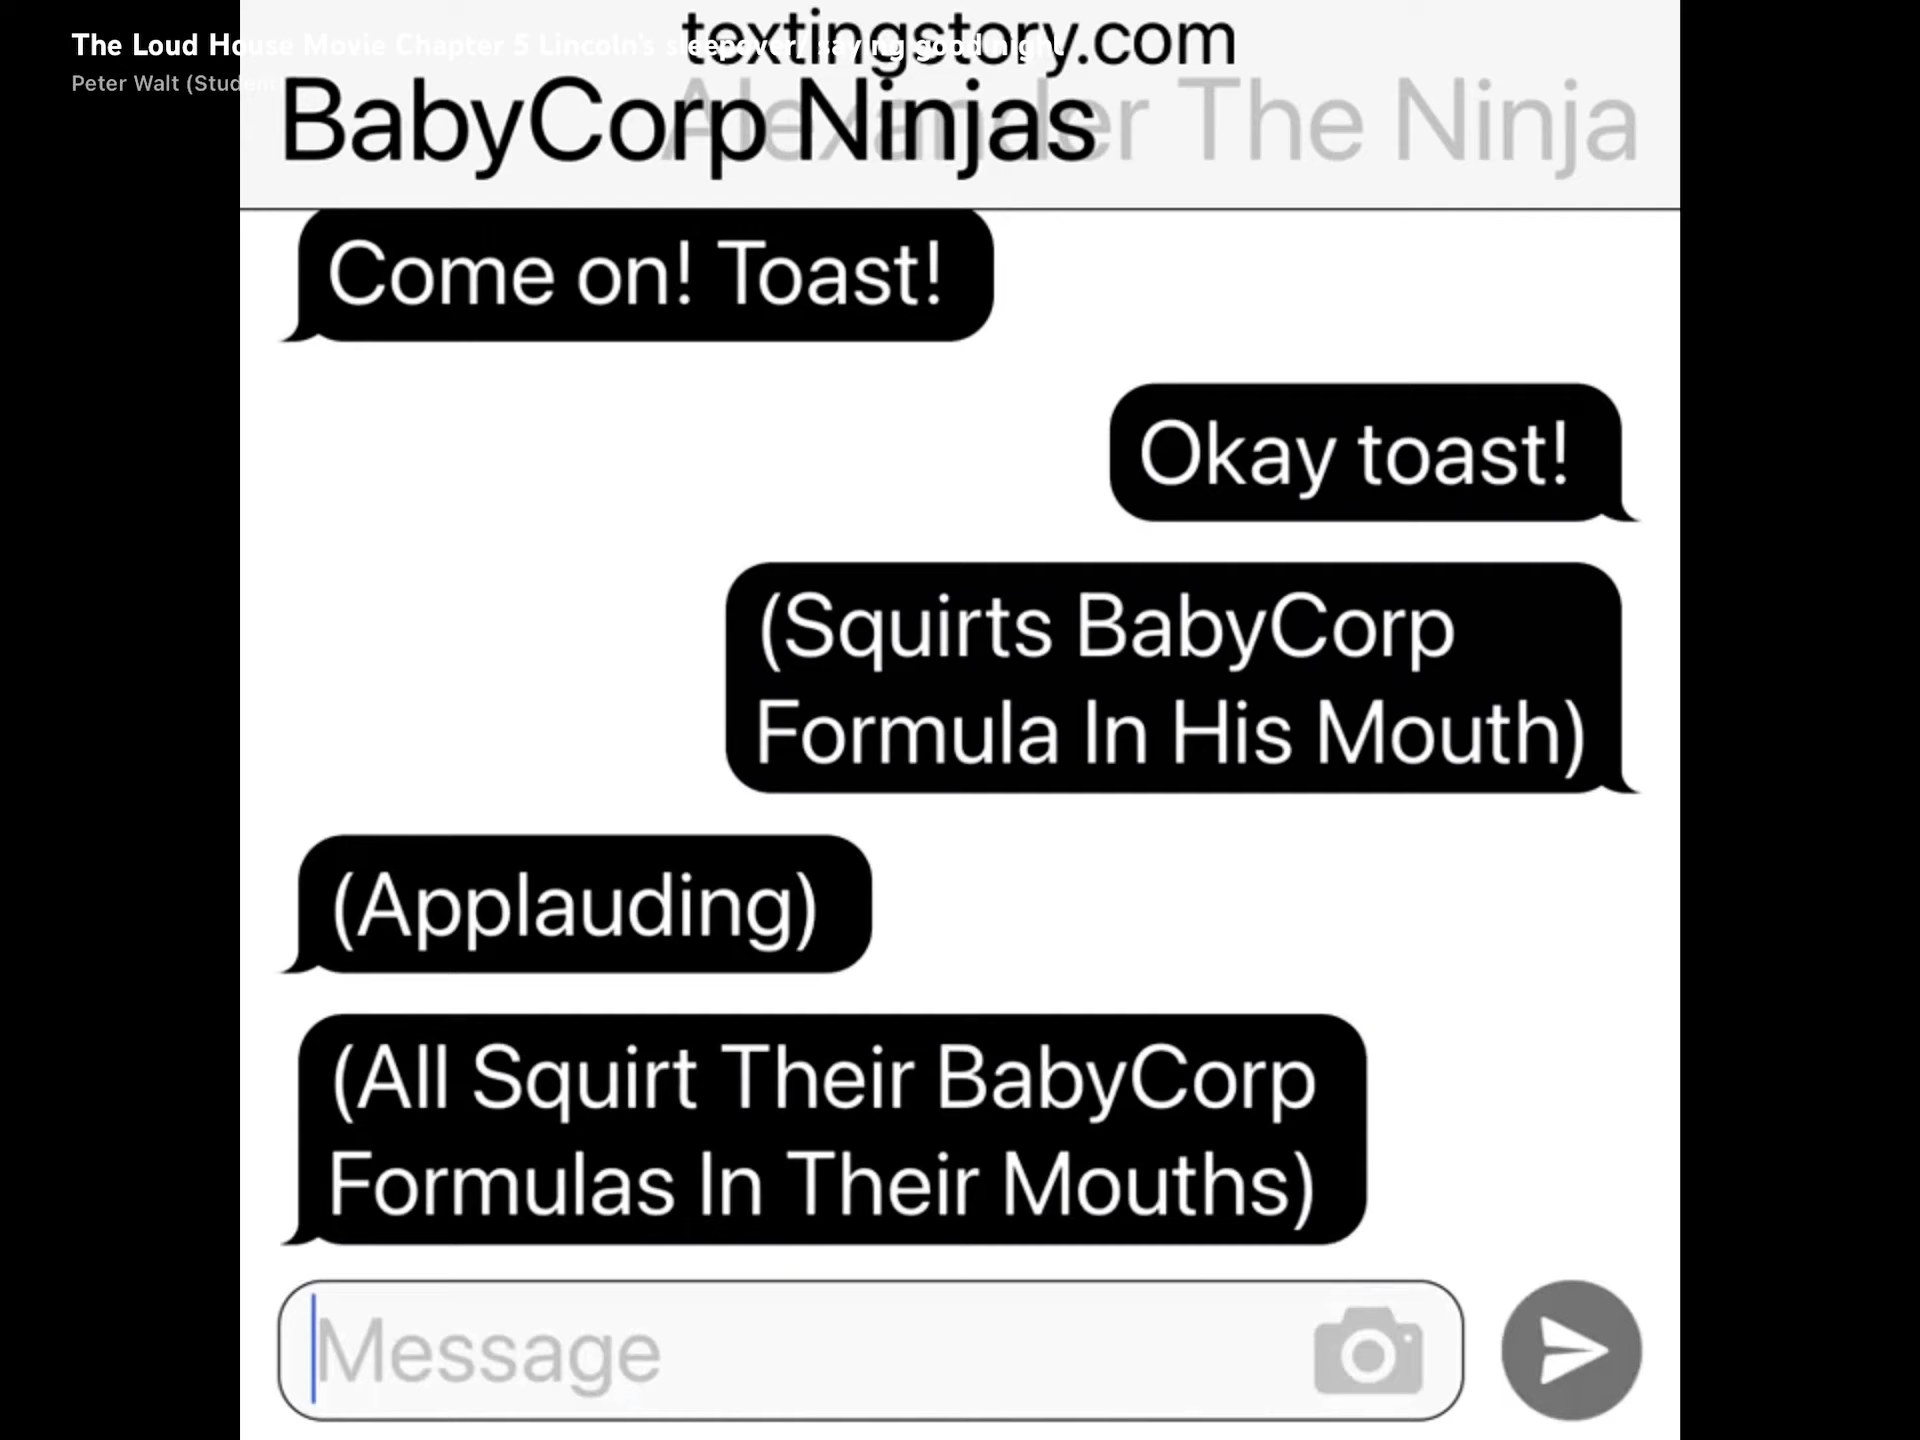 The Loud House Movie Chapter 5 Lincoln's sleepover/ saying good night
Peter Walt (Student
textingstory.com
BabyCorp Ninjas
Alexander The Ninja
Come on! Toast!
Okay toast!
(Squirts BabyCorp
Formula In His Mouth)
(Applauding)
(All Squirt Their BabyCorp
Formulas In Their Mouths)
Message